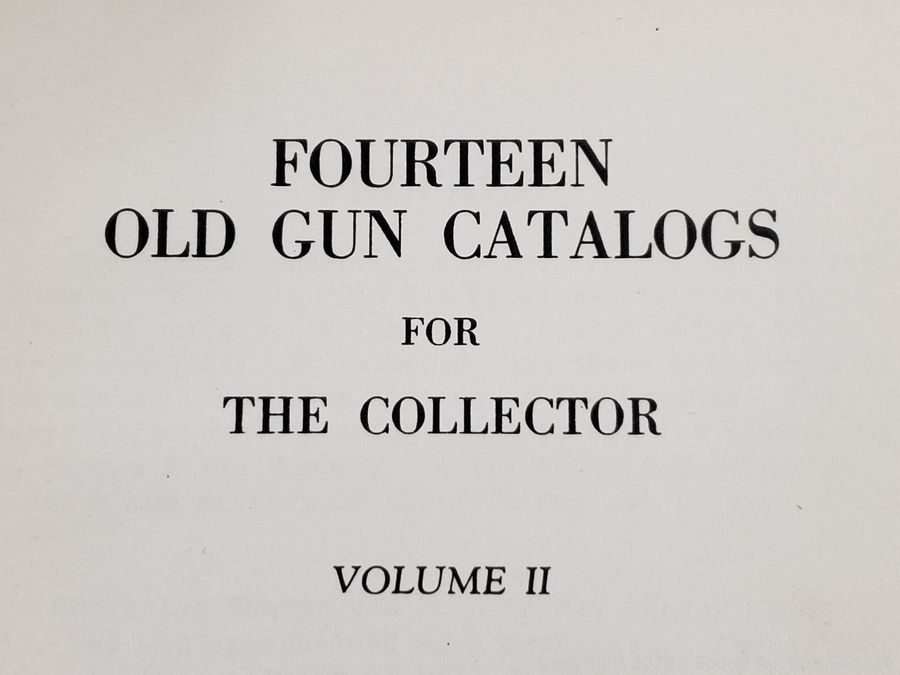 FOURTEEN
OLD GUN CATALOGS
FOR
THE COLLECTOR
VOLUME II
Copyright 2026 - Sound Auction Service